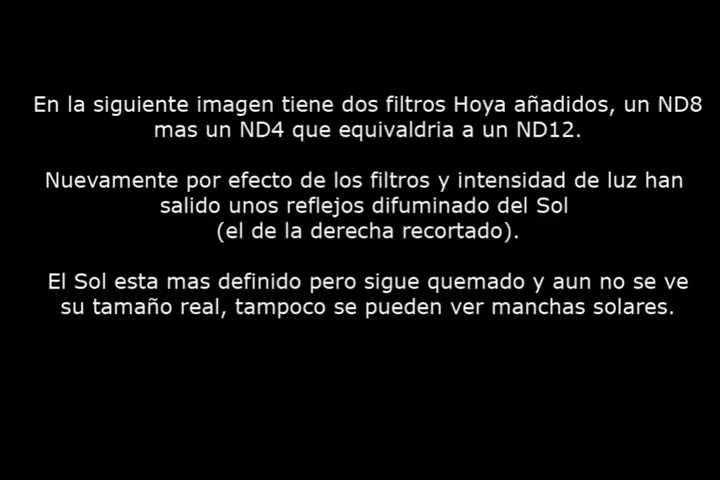 En la siguiente imagen tiene dos filtros Hoya añadidos, un ND8
mas un ND4 que equivaldria a un ND12.
Nuevamente por efecto de los filtros y intensidad de luz han
salido unos reflejos difuminado del Sol
(el de la derecha recortado).
El Sol esta mas definido pero sigue quemado y aun no se ve
su tamaño real, tampoco se pueden ver manchas solares.